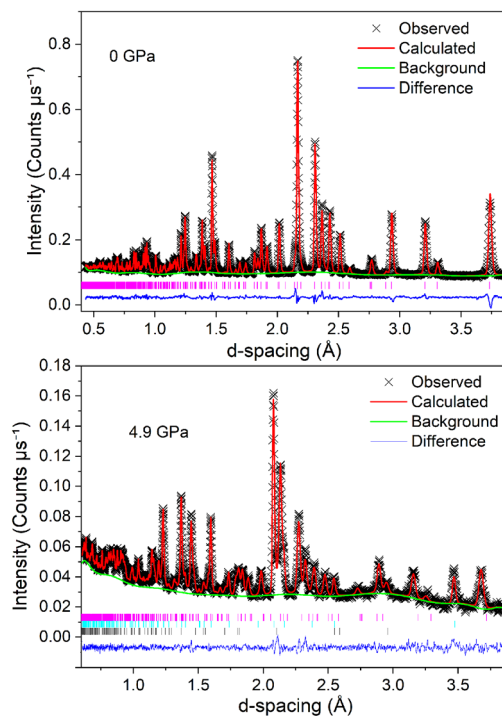 0 GPa
Observed
Calculated
Background
Difference
Intensity (Counts µs⁻¹)
0.8
0.6
0.4
0.2
0.0
0.5 1.0 1.5 2.0 2.5 3.0 3.5
d-spacing (Å)
4.9 GPa
Observed
Calculated
Background
Difference
Intensity (Counts µs⁻¹)
0.18
0.16
0.14
0.12
0.10
0.08
0.06
0.04
0.02
0.00
1.0 1.5 2.0 2.5 3.0 3.5
d-spacing (Å)